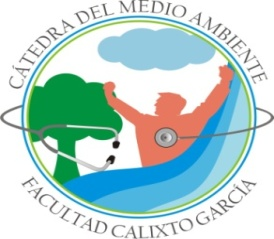 CÁTEDRA DEL MEDIO AMBIENTE
FACULTAD CALIXTO GARCÍA